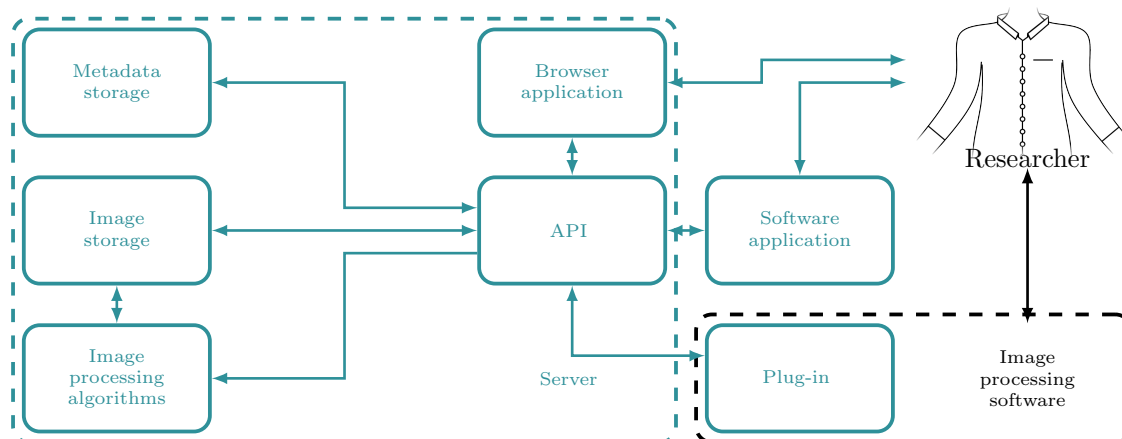 Metadata
storage
Browser
application
Researcher
Image
storage
API
Software
application
Image
processing
algorithms
Server
Plug-in
Image
processing
software